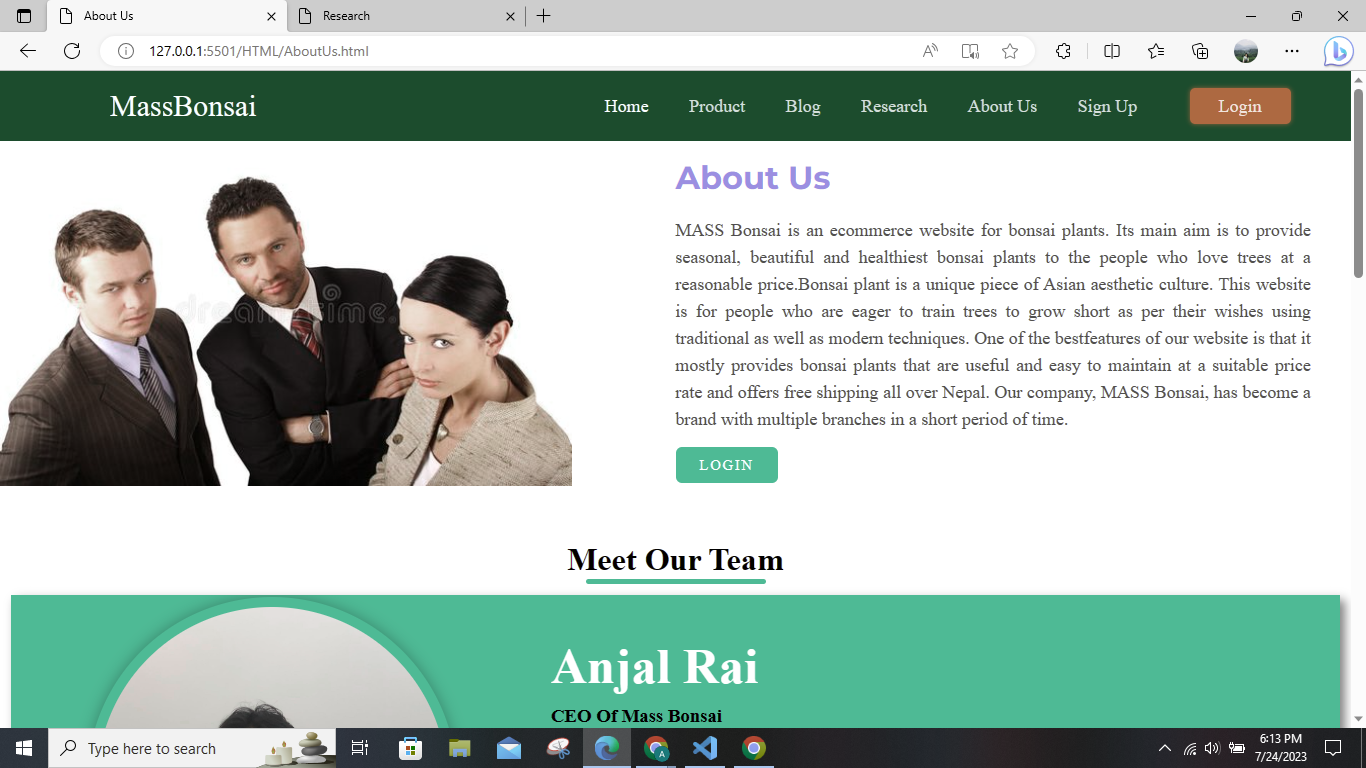 About Us
Research
127.0.0.1:5501/HTML/AboutUs.html
MassBonsai
Home
Product
Blog
Research
About Us
Sign Up
Login
About Us
MASS Bonsai is an ecommerce website for bonsai plants. Its main aim is to provide
seasonal, beautiful and healthiest bonsai plants to the people who love trees at a
reasonable price.Bonsai plant is a unique piece of Asian aesthetic culture. This website
is for people who are eager to train trees to grow short as per their wishes using
traditional as well as modern techniques. One of the bestfeatures of our website is that it
mostly provides bonsai plants that are useful and easy to maintain at a suitable price
rate and offers free shipping all over Nepal. Our company, MASS Bonsai, has become a
brand with multiple branches in a short period of time.
LOGIN
dreamstime.
Meet Our Team
Anjal Rai
CEO Of Mass Bonsai
Type here to search
A
6:13 PM
7/24/2023